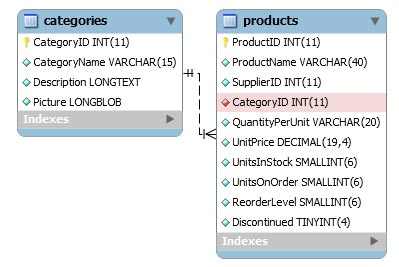 categories
CategoryID INT(11)
CategoryName VARCHAR(15)
Description LONGTEXT
Picture LONGBLOB
Indexes
products
ProductID INT(11)
ProductName VARCHAR(40)
SupplierID INT(11)
CategoryID INT(11)
QuantityPerUnit VARCHAR(20)
UnitPrice DECIMAL(19,4)
UnitsInStock SMALLINT(6)
UnitsOnOrder SMALLINT(6)
ReorderLevel SMALLINT(6)
Discontinued TINYINT(4)
Indexes